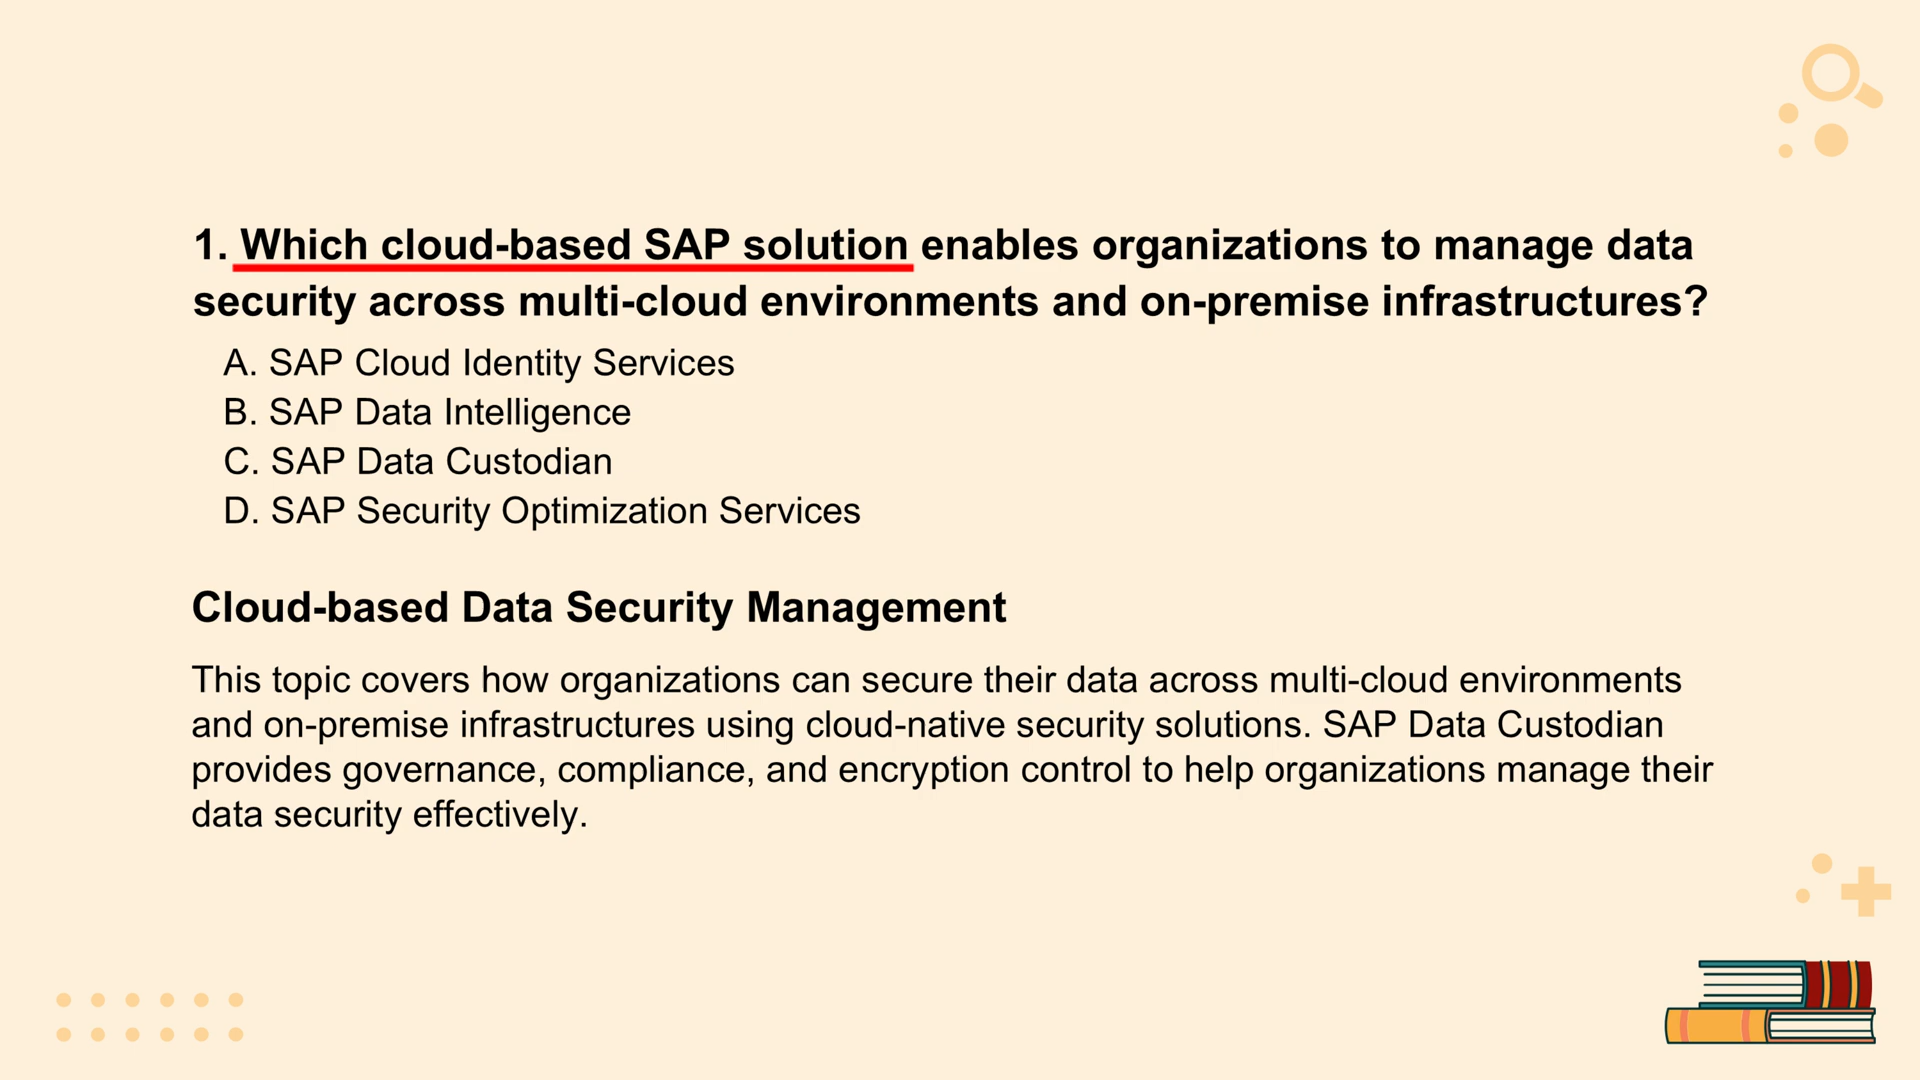 1. Which cloud-based SAP solution enables organizations to manage data
security across multi-cloud environments and on-premise infrastructures?
A. SAP Cloud Identity Services
B. SAP Data Intelligence
C. SAP Data Custodian
D. SAP Security Optimization Services
Cloud-based Data Security Management
This topic covers how organizations can secure their data across multi-cloud environments
and on-premise infrastructures using cloud-native security solutions. SAP Data Custodian
provides governance, compliance, and encryption control to help organizations manage their
data security effectively.